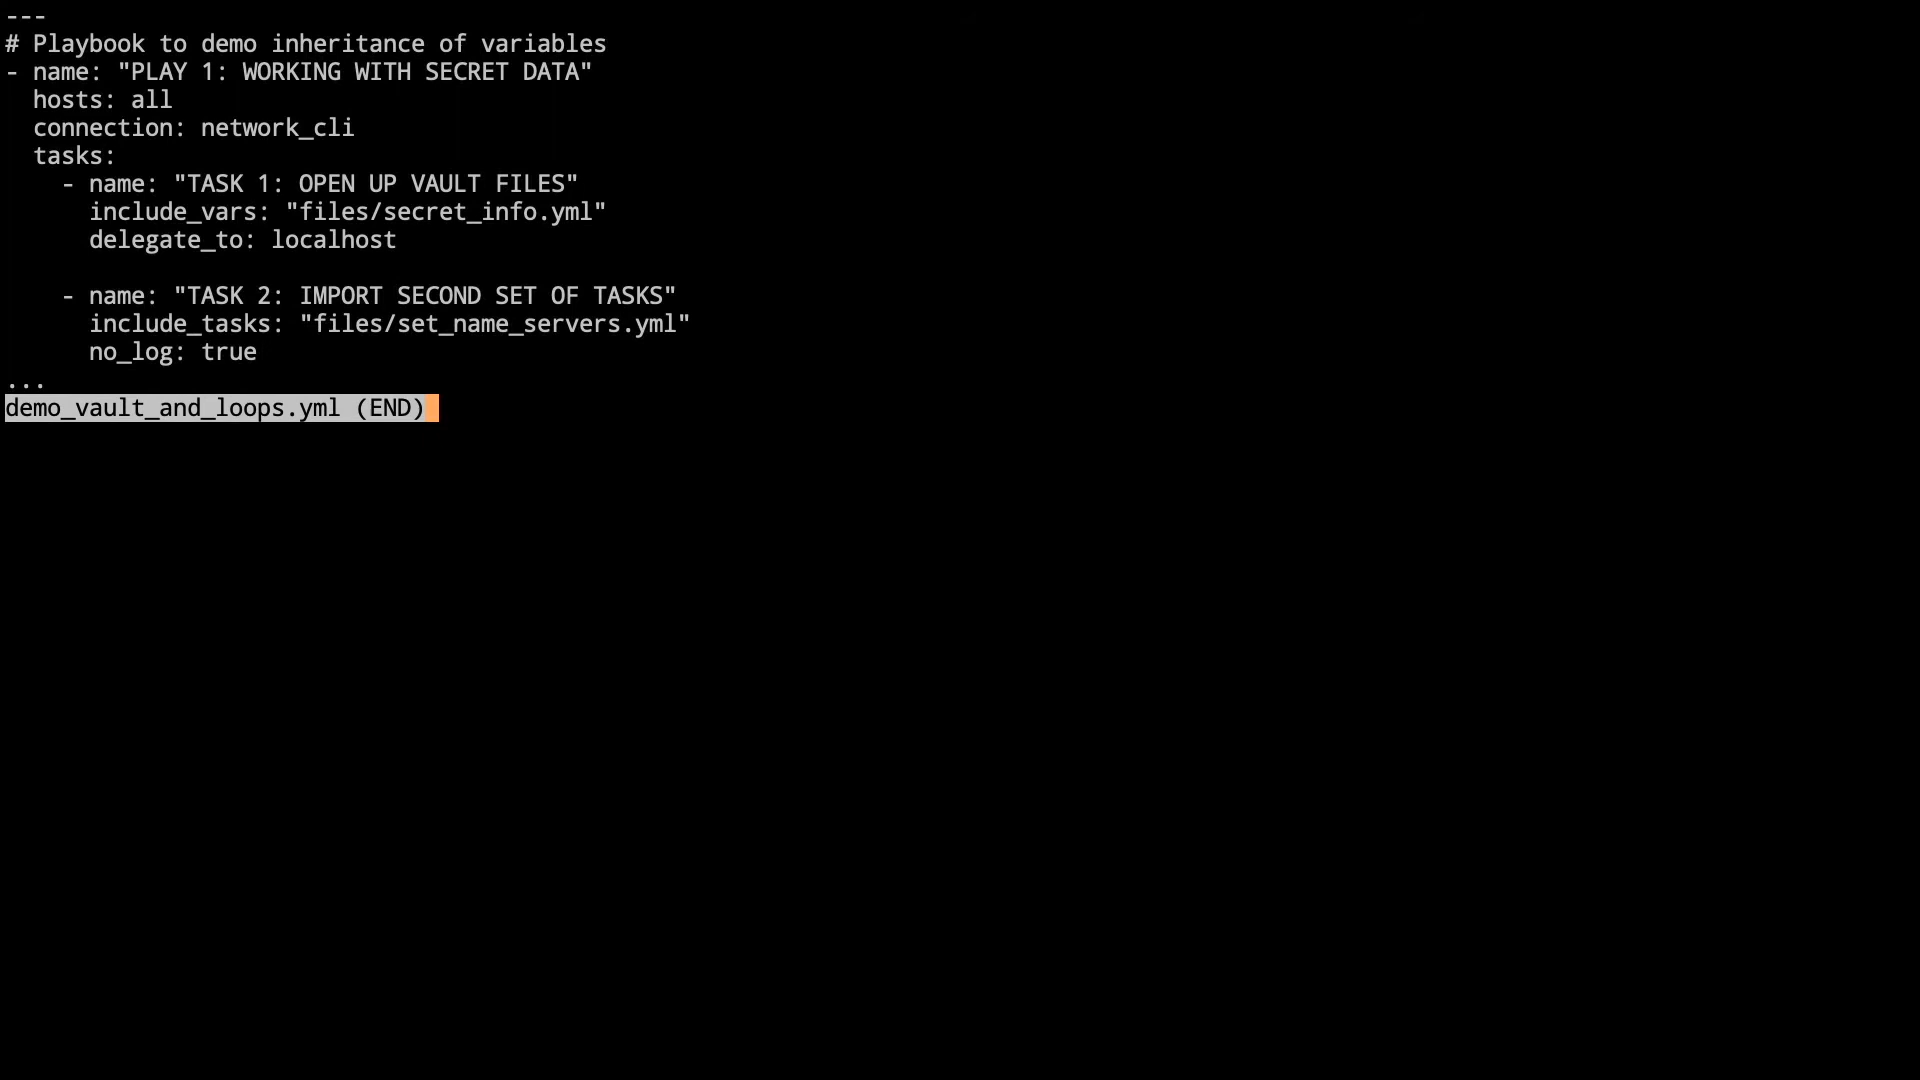 ---
# Playbook to demo inheritance of variables
- name: "PLAY 1: WORKING WITH SECRET DATA"
  hosts: all
  connection: network_cli
  tasks:
    - name: "TASK 1: OPEN UP VAULT FILES"
      include_vars: "files/secret_info.yml"
      delegate_to: localhost

    - name: "TASK 2: IMPORT SECOND SET OF TASKS"
      include_tasks: "files/set_name_servers.yml"
      no_log: true
...
demo_vault_and_loops.yml (END)